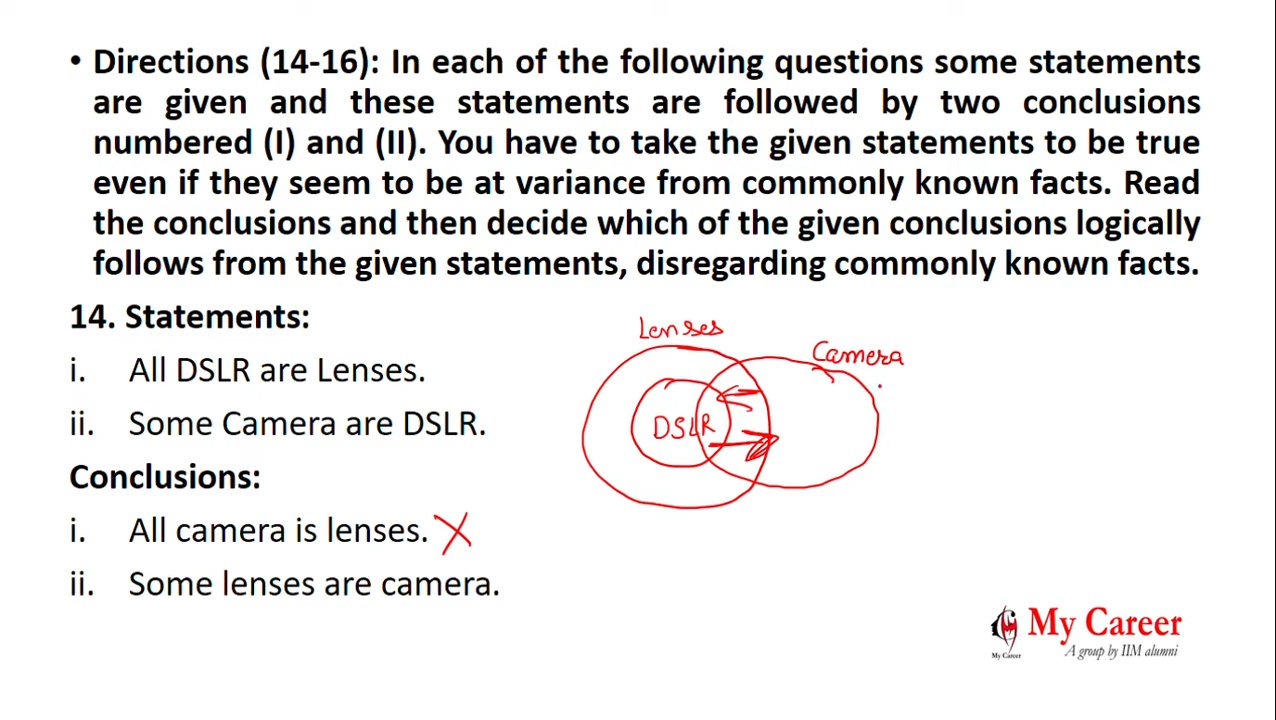 • Directions (14-16): In each of the following questions some statements
are given and these statements are followed by two conclusions
numbered (I) and (II). You have to take the given statements to be true
even if they seem to be at variance from commonly known facts. Read
the conclusions and then decide which of the given conclusions logically
follows from the given statements, disregarding commonly known facts.
14. Statements:
Lenses
Camera
i. All DSLR are Lenses.
ii. Some Camera are DSLR.
DSLR
Conclusions:
i. All camera is lenses.
ii. Some lenses are camera.
My Career
A group by IIM alumni
My Career